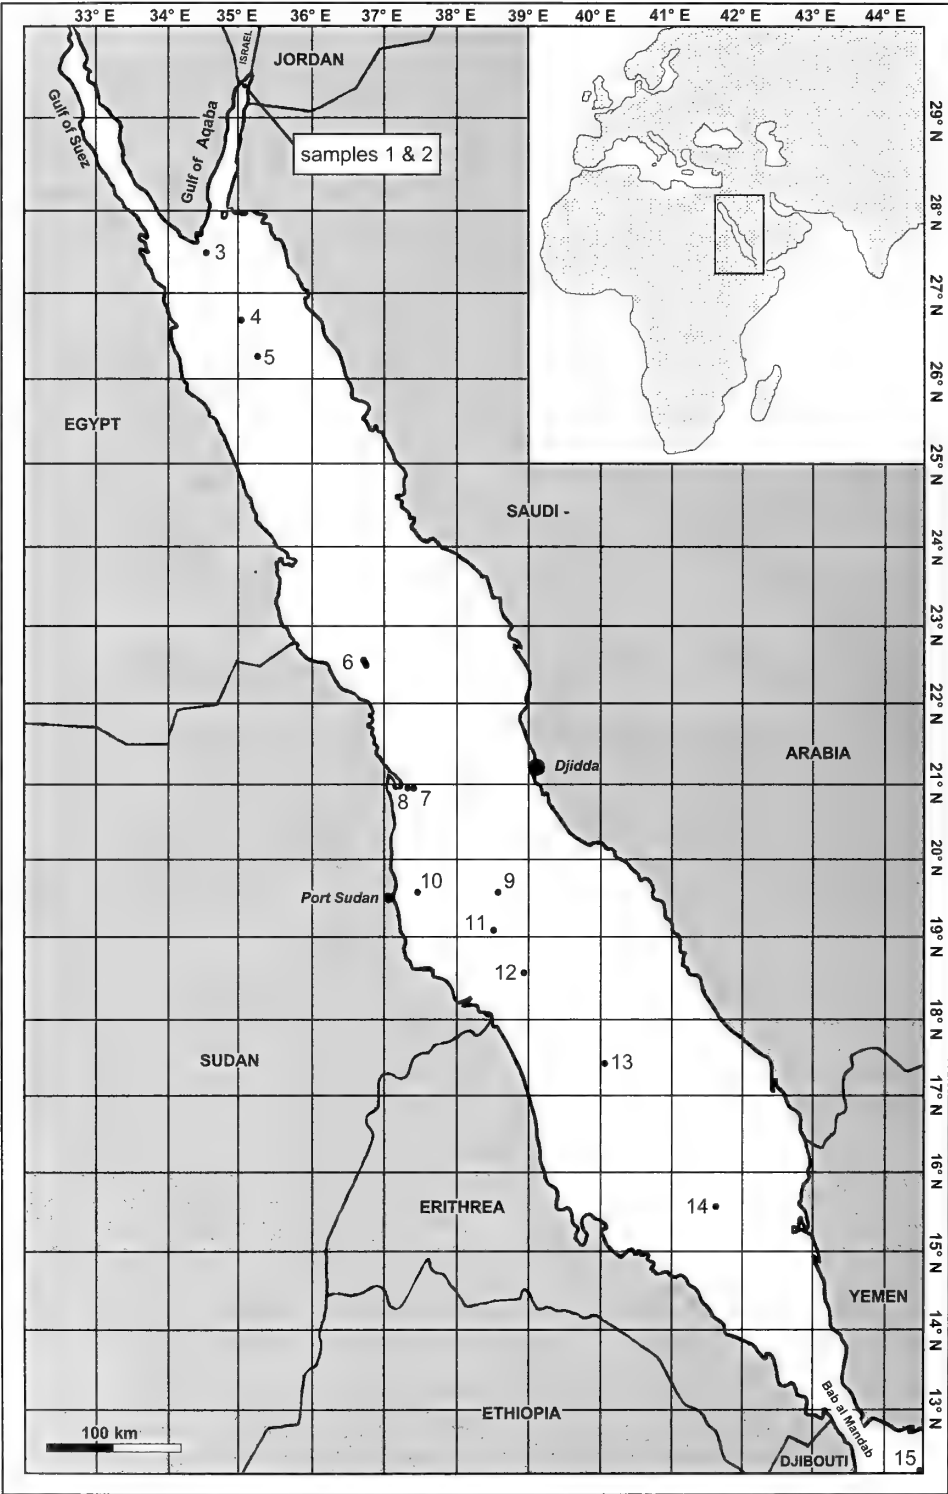 33° E 34° E 35° E 36° E 37° E 38° E 39° E 40° E 41° E 42° E 43° E 44° E
ISRAEL
JORDAN
Gulf of Suez
Gulf of Aqaba
samples 1 & 2
29° N
28° N
3
27° N
4
5
26° N
EGYPT
25° N
SAUDI -
24° N
23° N
6
22° N
ARABIA
Djidda
21° N
8 7
20° N
10 9
Port Sudan
11
19° N
12
18° N
SUDAN
13
17° N
16° N
ERITHREA
14
15° N
YEMEN
14° N
Bab al Mandab
13° N
ETHIOPIA
100 km
DJIBOUTI
15